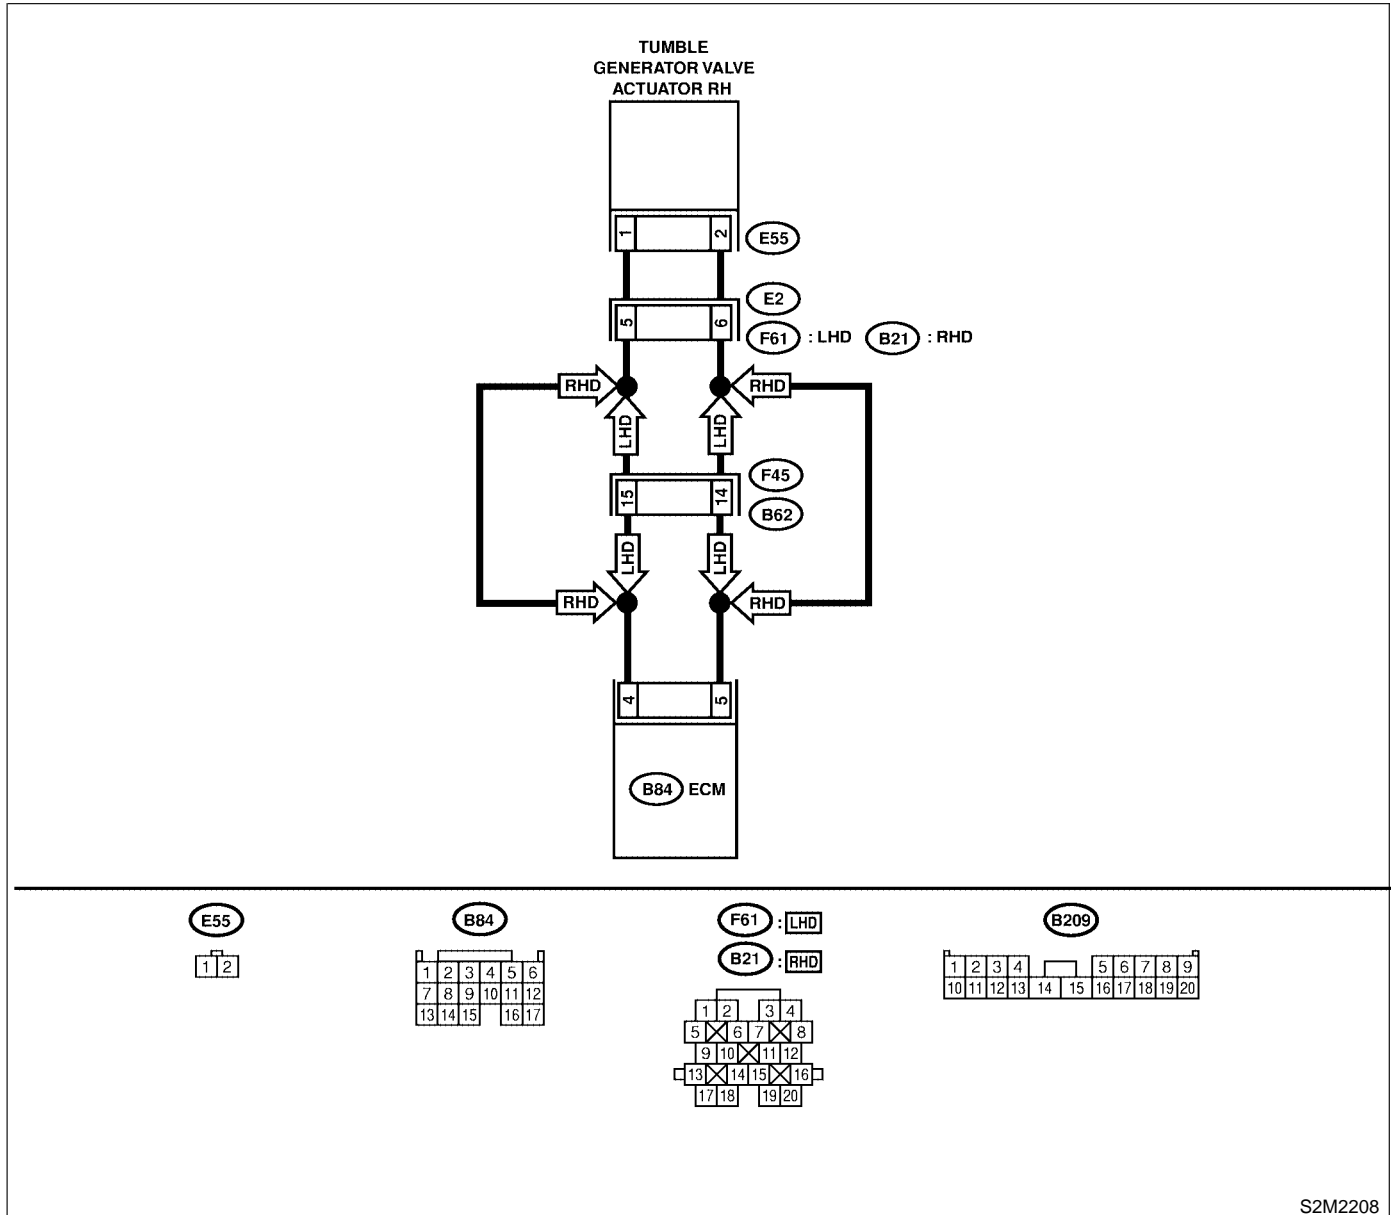 TUMBLE
GENERATOR VALVE
ACTUATOR RH
1 2 E55
E2
5 6
F61 : LHD B21 : RHD
RHD RHD
LHD LHD
F45
15 14
B62
LHD LHD
RHD RHD
4 5
B84 ECM
E55
1 2
B84
1 2 3 4 5 6
7 8 9 10 11 12
13 14 15 16 17
F61 : LHD
B21 : RHD
1 2 3 4
5 6 7 8
9 10 11 12
13 14 15 16
17 18 19 20
B209
1 2 3 4 5 6 7 8 9
10 11 12 13 14 15 16 17 18 19 20
S2M2208